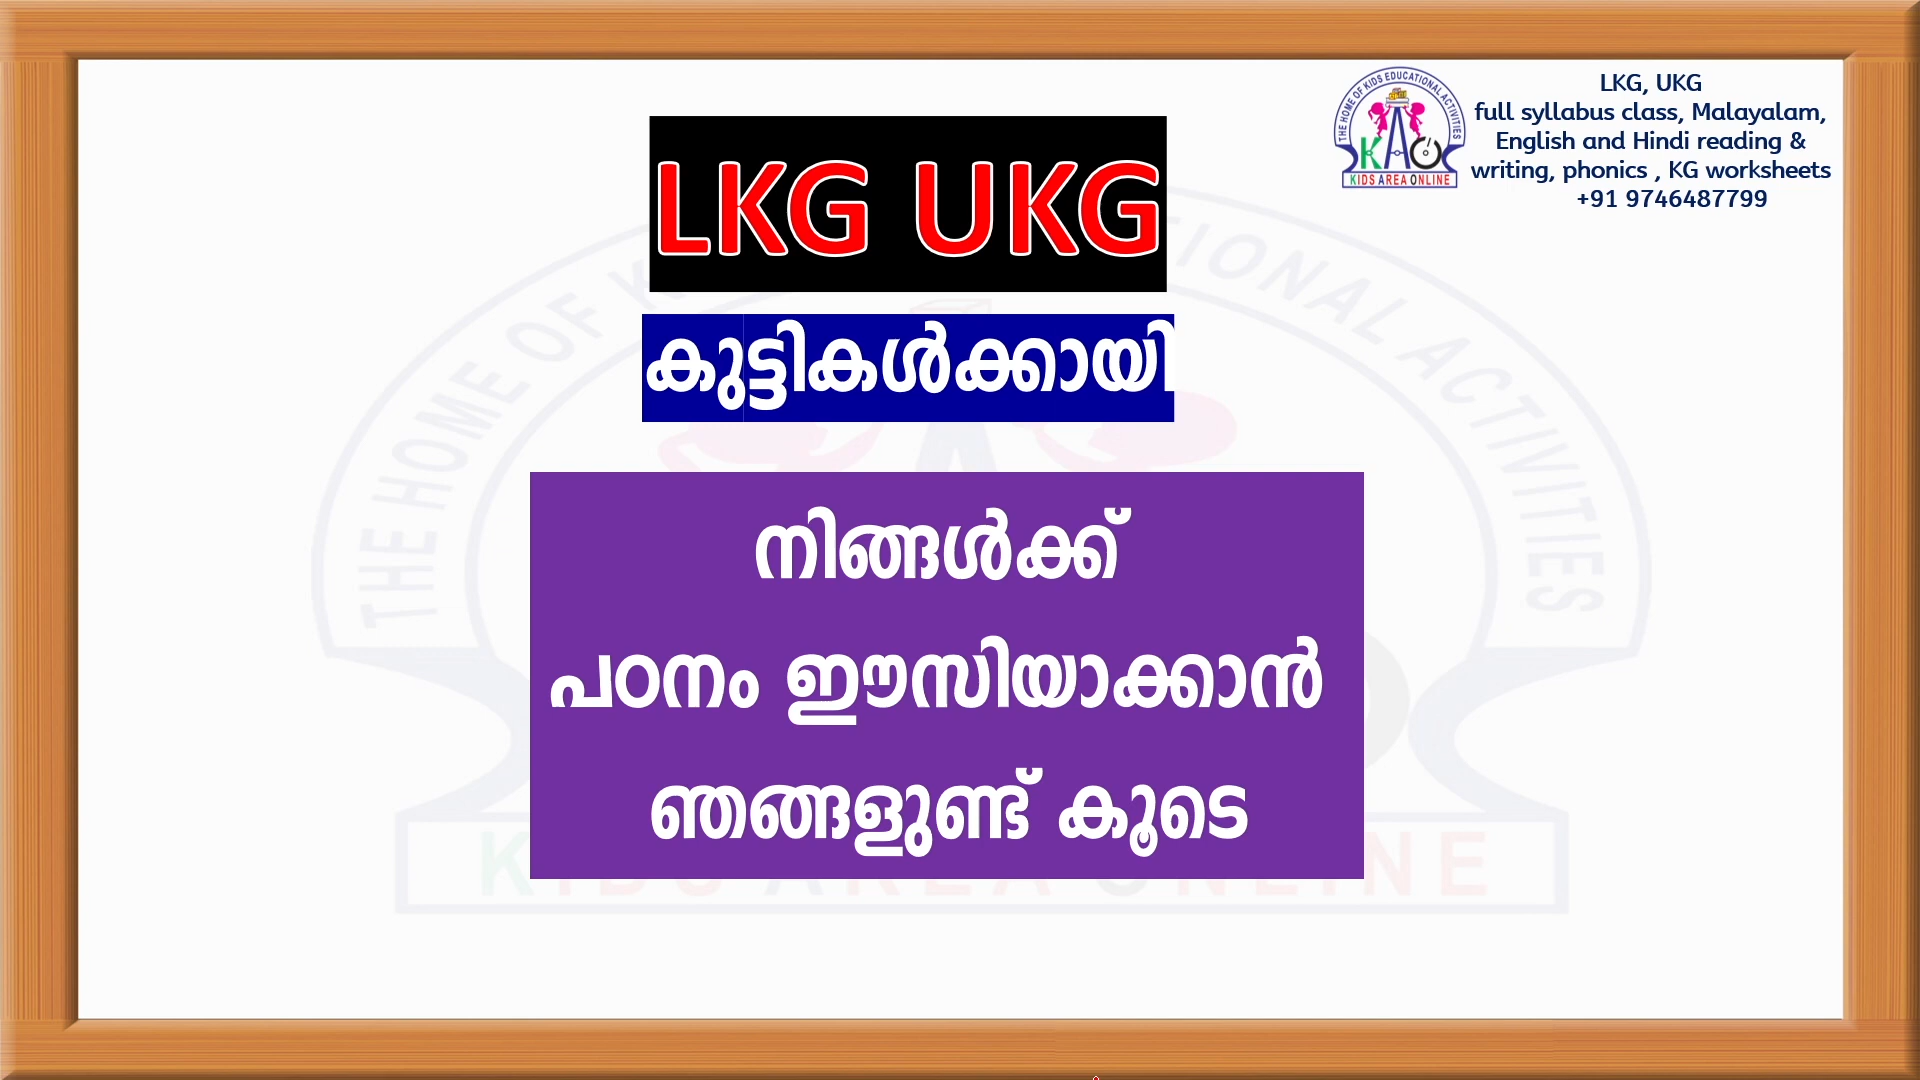 LKG UKG
കുട്ടികൾക്കായി
നിങ്ങൾക്ക്
പഠനം ഈസിയാക്കാൻ
ഞങ്ങളുണ്ട് കൂടെ
THE HOME OF KIDS EDUCATIONAL ACTIVITIES
KAO
KIDS AREA ONLINE
LKG, UKG
full syllabus class, Malayalam,
English and Hindi reading &
writing, phonics , KG worksheets
+91 9746487799